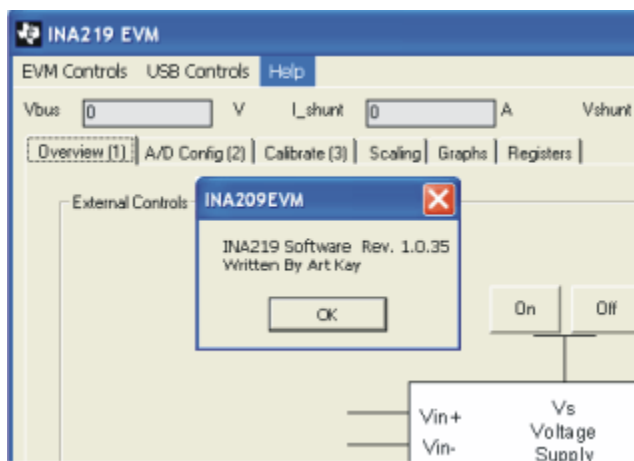 INA219 EVM
EVM Controls USB Controls Help
Vbus 0 V I_shunt 0 A Vshunt
Overview (1) A/D Config (2) Calibrate (3) Scaling Graphs Registers
External Controls
INA209EVM
INA219 Software Rev. 1.0.35
Written By Art Kay
OK
On Off
Vin+
Vin-
Vs
Voltage
Supply